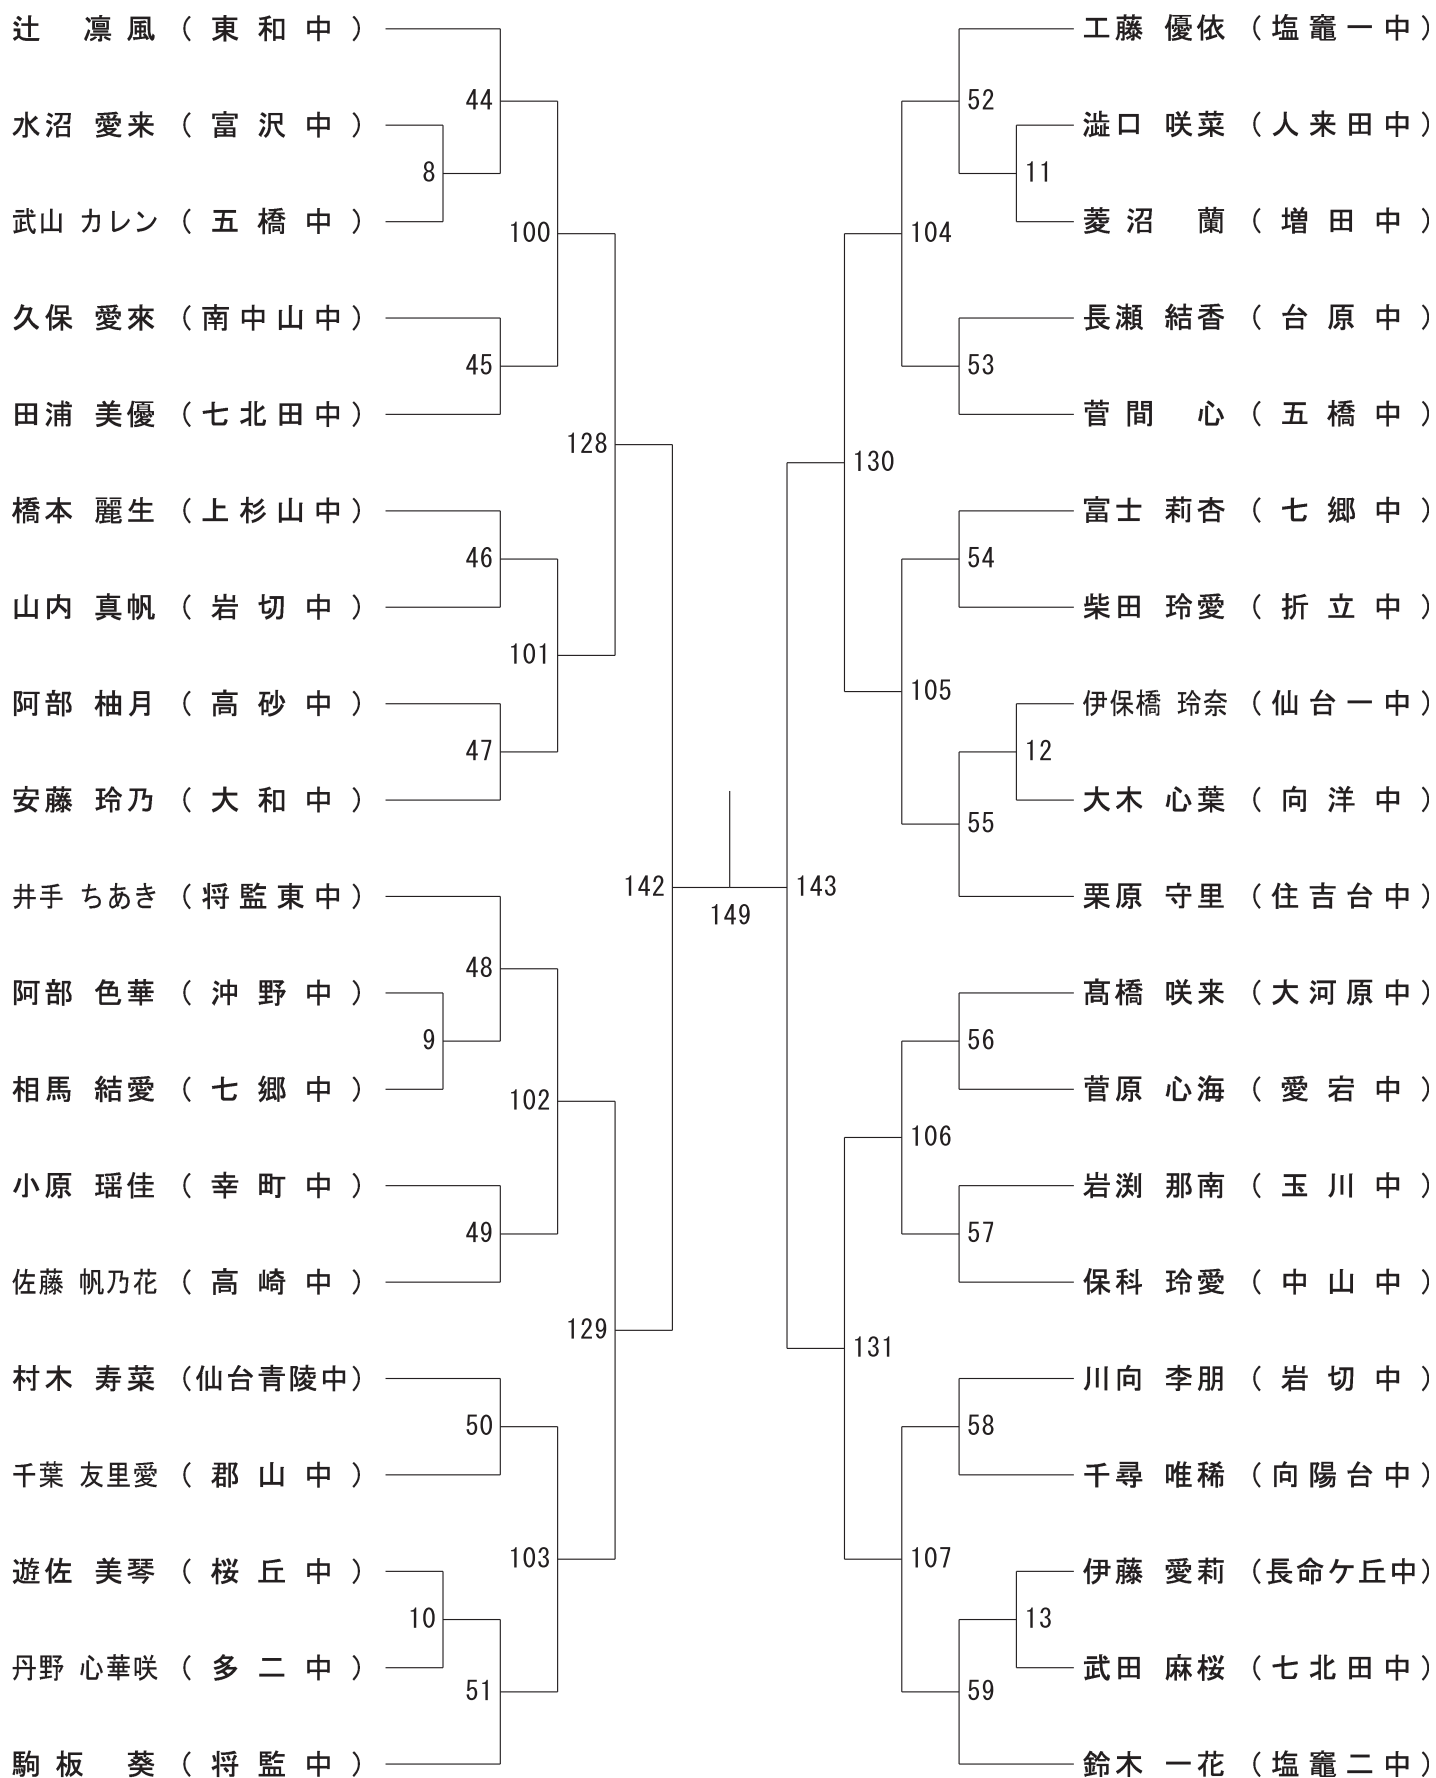 辻 凛風 (東和中)
44
水沼 愛来 (富沢中)
8
武山 カレン (五橋中)
100
久保 愛來 (南中山中)
45
田浦 美優 (七北田中)
128
橋本 麗生 (上杉山中)
46
山内 真帆 (岩切中)
101
阿部 柚月 (高砂中)
47
安藤 玲乃 (大和中)
142
井手 ちあき (将監東中)
48
阿部 色華 (沖野中)
9
相馬 結愛 (七郷中)
102
小原 瑶佳 (幸町中)
49
佐藤 帆乃花 (高崎中)
129
村木 寿菜 (仙台青陵中)
50
千葉 友里愛 (郡山中)
103
遊佐 美琴 (桜丘中)
10
丹野 心華咲 (多二中)
51
駒板 葵 (将監中)
149
工藤 優依 (塩竈一中)
52
澁口 咲菜 (人来田中)
11
菱沼 蘭 (増田中)
104
長瀬 結香 (台原中)
53
菅間 心 (五橋中)
130
富士 莉杏 (七郷中)
54
柴田 玲愛 (折立中)
105
伊保橋 玲奈 (仙台一中)
12
大木 心葉 (向洋中)
55
143
栗原 守里 (住吉台中)
髙橋 咲来 (大河原中)
56
菅原 心海 (愛宕中)
106
岩渕 那南 (玉川中)
57
保科 玲愛 (中山中)
131
川向 李朋 (岩切中)
58
千尋 唯稀 (向陽台中)
107
伊藤 愛莉 (長命ケ丘中)
13
武田 麻桜 (七北田中)
59
鈴木 一花 (塩竈二中)